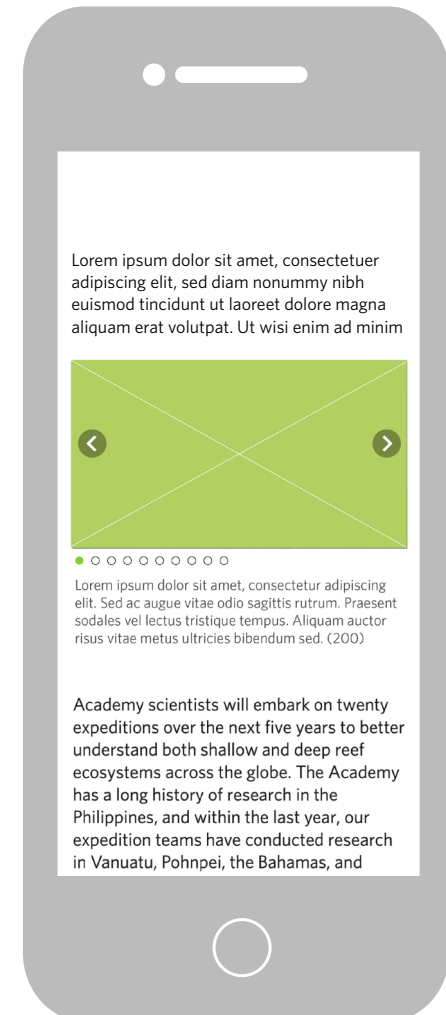 Lorem ipsum dolor sit amet, consectetuer
adipiscing elit, sed diam nonummy nibh
euismod tincidunt ut laoreet dolore magna
aliquam erat volutpat. Ut wisi enim ad minim
Lorem ipsum dolor sit amet, consectetur adipiscing
elit. Sed ac augue vitae odio sagittis rutrum. Praesent
sodales vel lectus tristique tempus. Aliquam auctor
risus vitae metus ultricies bibendum sed. (200)
Academy scientists will embark on twenty
expeditions over the next five years to better
understand both shallow and deep reef
ecosystems across the globe. The Academy
has a long history of research in the
Philippines, and within the last year, our
expedition teams have conducted research
in Vanuatu, Pohnpei, the Bahamas, and